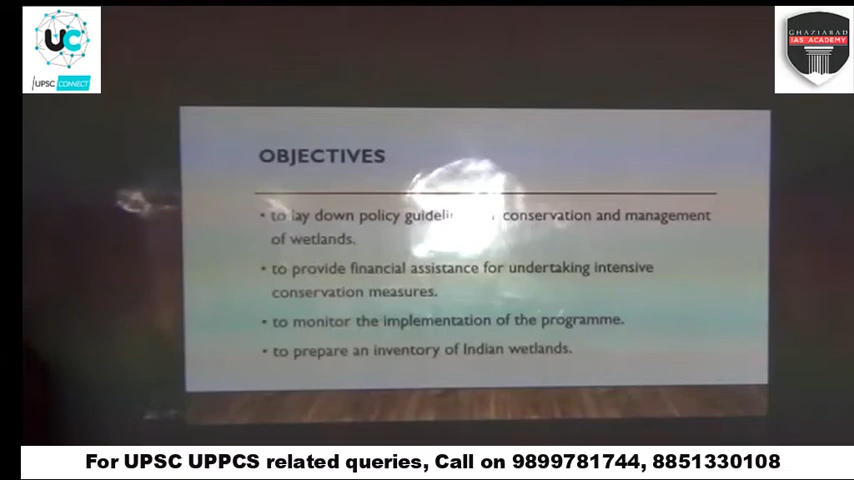 UC
UPSC CONNECT
GHAZIABAD
IAS ACADEMY
OBJECTIVES
• to lay down policy conservation and management
of wetlands.
• to provide financial assistance for undertaking intensive
conservation measures.
• to monitor the implementation of the programme.
• to prepare an inventory of Indian wetlands.
For UPSC UPPCS related queries, Call on 9899781744, 8851330108